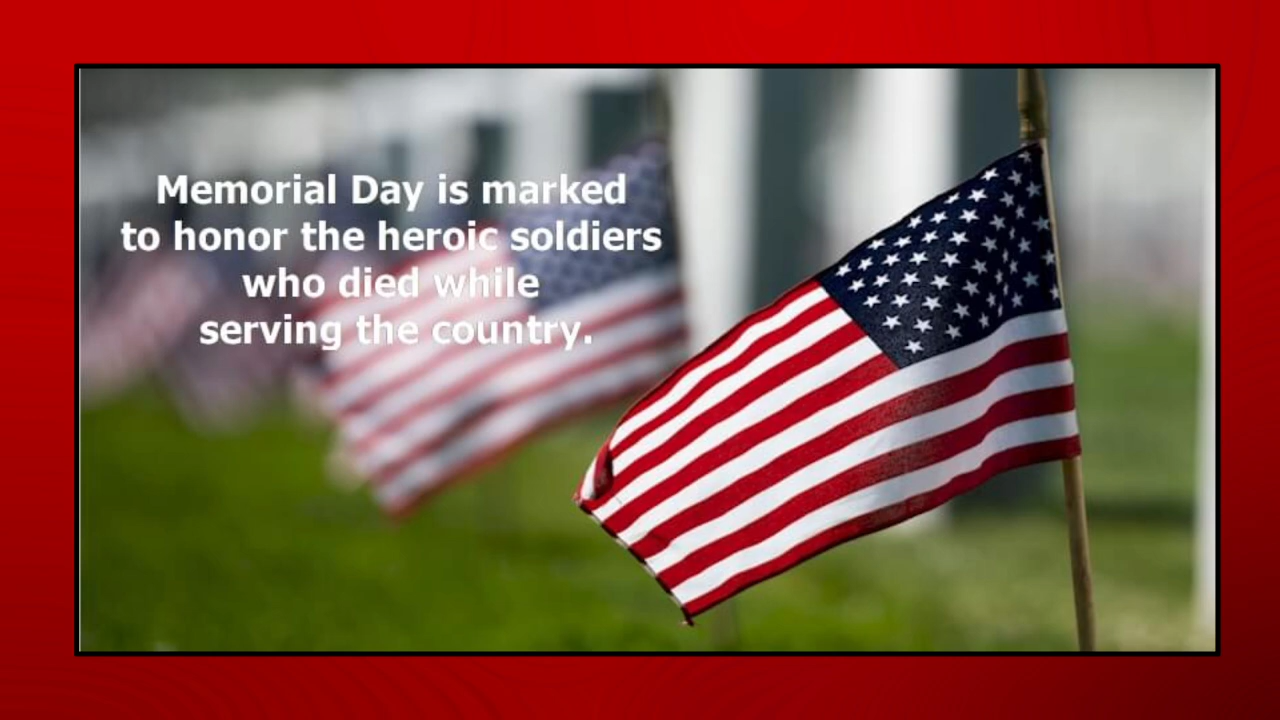 Memorial Day is marked
to honor the heroic soldiers
who died while
serving the country.